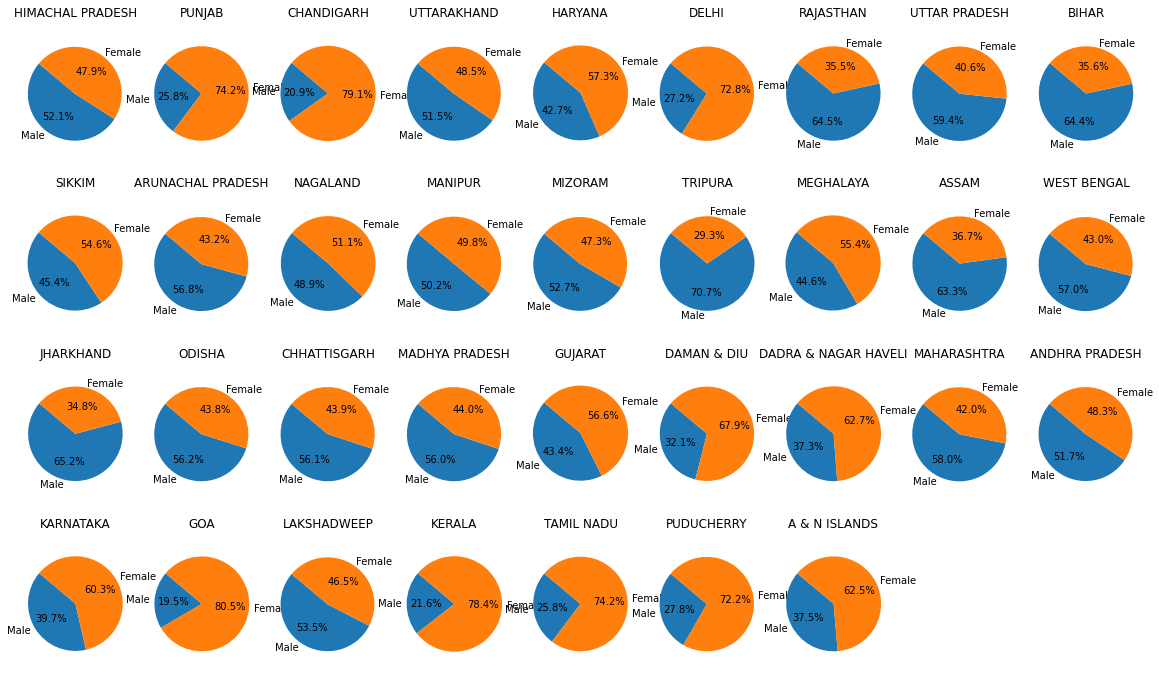 HIMACHAL PRADESH
Female
47.9%
52.1%
Male
PUNJAB
Female
74.2%
25.8%
Male
CHANDIGARH
Female
79.1%
20.9%
Male
UTTARAKHAND
Female
48.5%
51.5%
Male
HARYANA
Female
57.3%
42.7%
Male
DELHI
Female
72.8%
27.2%
Male
RAJASTHAN
Female
35.5%
64.5%
Male
UTTAR PRADESH
Female
40.6%
59.4%
Male
BIHAR
Female
35.6%
64.4%
Male
SIKKIM
Female
54.6%
45.4%
Male
ARUNACHAL PRADESH
Female
43.2%
56.8%
Male
NAGALAND
Female
51.1%
48.9%
Male
MANIPUR
Female
49.8%
50.2%
Male
MIZORAM
Female
47.3%
52.7%
Male
TRIPURA
Female
29.3%
70.7%
Male
MEGHALAYA
Female
55.4%
44.6%
Male
ASSAM
Female
36.7%
63.3%
Male
WEST BENGAL
Female
43.0%
57.0%
Male
JHARKHAND
Female
34.8%
65.2%
Male
ODISHA
Female
43.8%
56.2%
Male
CHHATTISGARH
Female
43.9%
56.1%
Male
MADHYA PRADESH
Female
44.0%
56.0%
Male
GUJARAT
Female
56.6%
43.4%
Male
DAMAN & DIU
Female
67.9%
32.1%
Male
DADRA & NAGAR HAVELI
Female
62.7%
37.3%
Male
MAHARASHTRA
Female
42.0%
58.0%
Male
ANDHRA PRADESH
Female
48.3%
51.7%
Male
KARNATAKA
Female
60.3%
39.7%
Male
GOA
Female
80.5%
19.5%
Male
LAKSHADWEEP
Female
46.5%
53.5%
Male
KERALA
Female
78.4%
21.6%
Male
TAMIL NADU
Female
74.2%
25.8%
Male
PUDUCHERRY
Female
72.2%
27.8%
Male
A & N ISLANDS
Female
62.5%
37.5%
Male